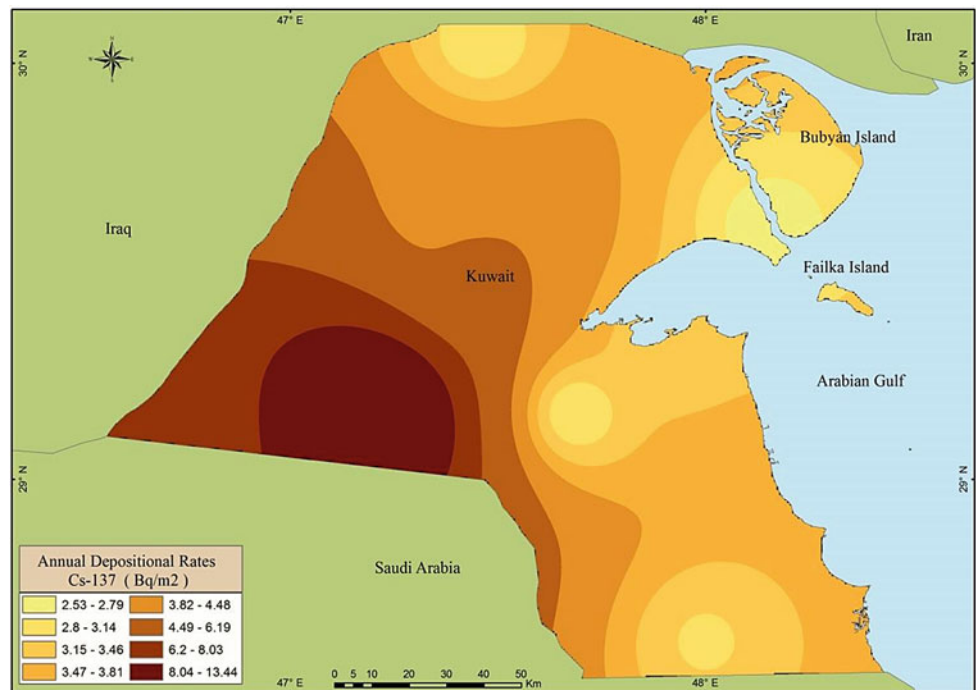 47° E
48° E
Iran
30° N
30° N
Bubyan Island
Iraq
Failka Island
Kuwait
Arabian Gulf
29° N
29° N
Saudi Arabia
Annual Depositional Rates
Cs-137 ( Bq/m2 )
2.53 - 2.79
3.82 - 4.48
2.8 - 3.14
4.49 - 6.19
3.15 - 3.46
6.2 - 8.03
3.47 - 3.81
8.04 - 13.44
0 5 10 20 30 40 50
Km
47° E
48° E